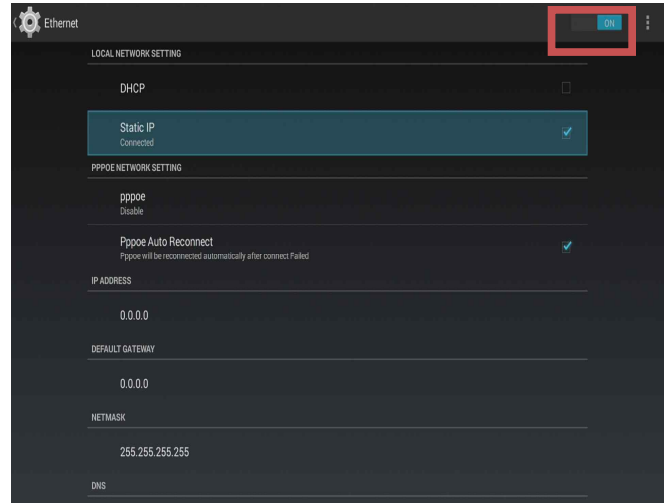 Ethernet
ON
LOCAL NETWORK SETTING
DHCP
Static IP
Connected
PPPOE NETWORK SETTING
pppoe
Disable
Pppoe Auto Reconnect
Pppoe will be reconnected automatically after connect Failed
IP ADDRESS
0.0.0.0
DEFAULT GATEWAY
0.0.0.0
NETMASK
255.255.255.255
DNS